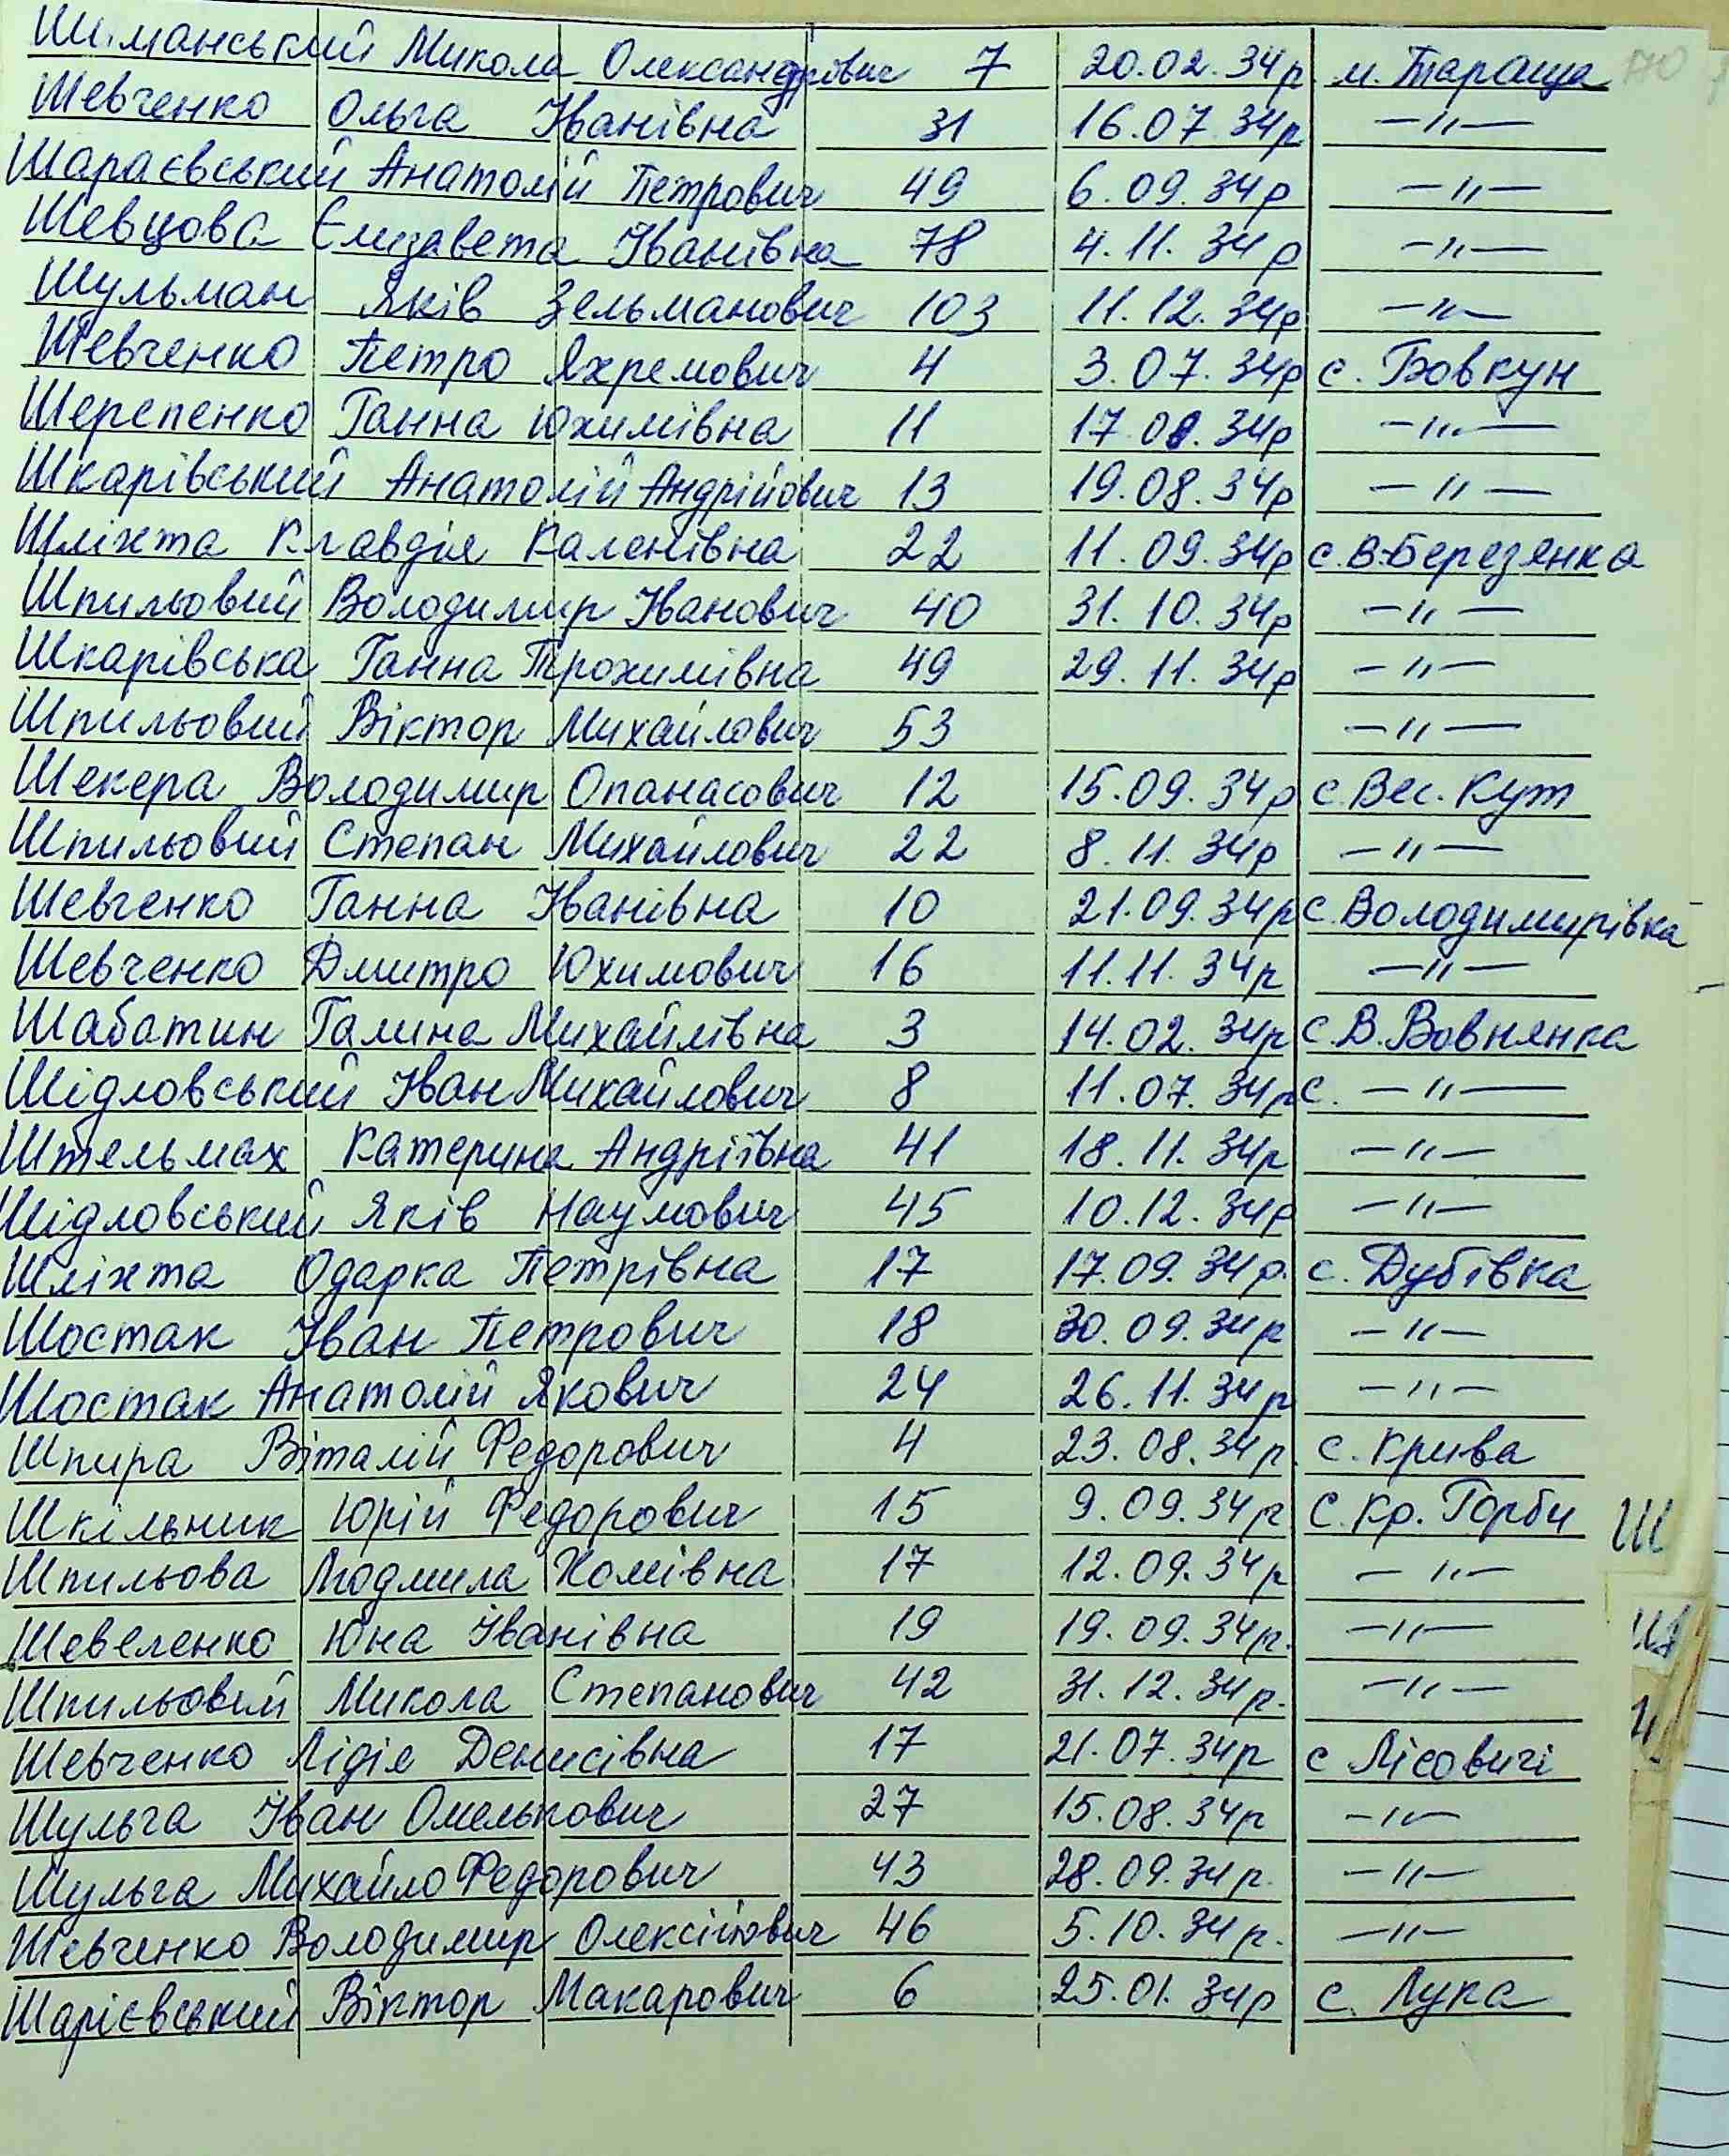 Шиманський Микола Олександрович 7 20.02.34р м. Тараща 170
Шевченко Ольга Іванівна 31 16.07.34р —"—
Шараєвський Анатолій Петрович 49 6.09.34р —"—
Шевцова Єлизавета Іванівна 78 4.11.34р —"—
Шульман Яків Зельманович 103 11.12.34р —"—
Шевченко Петро Яхремович 4 3.07.34р с. Бовкун
Шерепенко Ганна Юхимівна 11 17.08.34р —"—
Шкарівський Анатолій Андрійович 13 19.08.34р —"—
Шліхта Клавдія Каленівна 22 11.09.34р с.В-Березянка
Шпильовий Володимир Іванович 40 31.10.34р —"—
Шкарівська Ганна Трохимівна 49 29.11.34р —"—
Шпильовий Віктор Михайлович 53 —"—
Шекера Володимир Опанасович 12 15.09.34р с.Вес. Кут
Шпильовий Степан Михайлович 22 8.11.34р —"—
Шевченко Ганна Іванівна 10 21.09.34р с.Володимирівка
Шевченко Дмитро Юхимович 16 11.11.34р —"—
Шабатин Галина Михайлівна 3 14.02.34р с.В.Вовнянка
Шідловський Іван Михайлович 8 11.07.34р с. —"—
Штельмах Катерина Андріївна 41 18.11.34р —"—
Шідловський Яків Наумович 45 10.12.34р —"—
Шліхта Одарка Петрівна 17 17.09.34р. с. Дубівка
Шостак Іван Петрович 18 30.09.34р —"—
Шостак Анатолій Якович 24 26.11.34р —"—
Шпира Віталій Федорович 4 23.08.34р. с. Крива
Шкільник Юрій Федорович 15 9.09.34р с.Кр. Горби Ш
Шпильова Людмила Хомівна 17 12.09.34р —"—
Шевеленко Юна Іванівна 19 19.09.34р. —"—
Шпильовий Микола Степанович 42 31.12.34р. —"—
Шевченко Лідія Денисівна 17 21.07.34р с Лісовичі
Шульга Іван Омелькович 27 15.08.34р —"—
Шульга Михайло Федорович 43 28.09.34р. —"—
Шевченко Володимир Олексійович 46 5.10.34р. —"—
Шарієвський Віктор Макарович 6 25.01.34р с. Лука